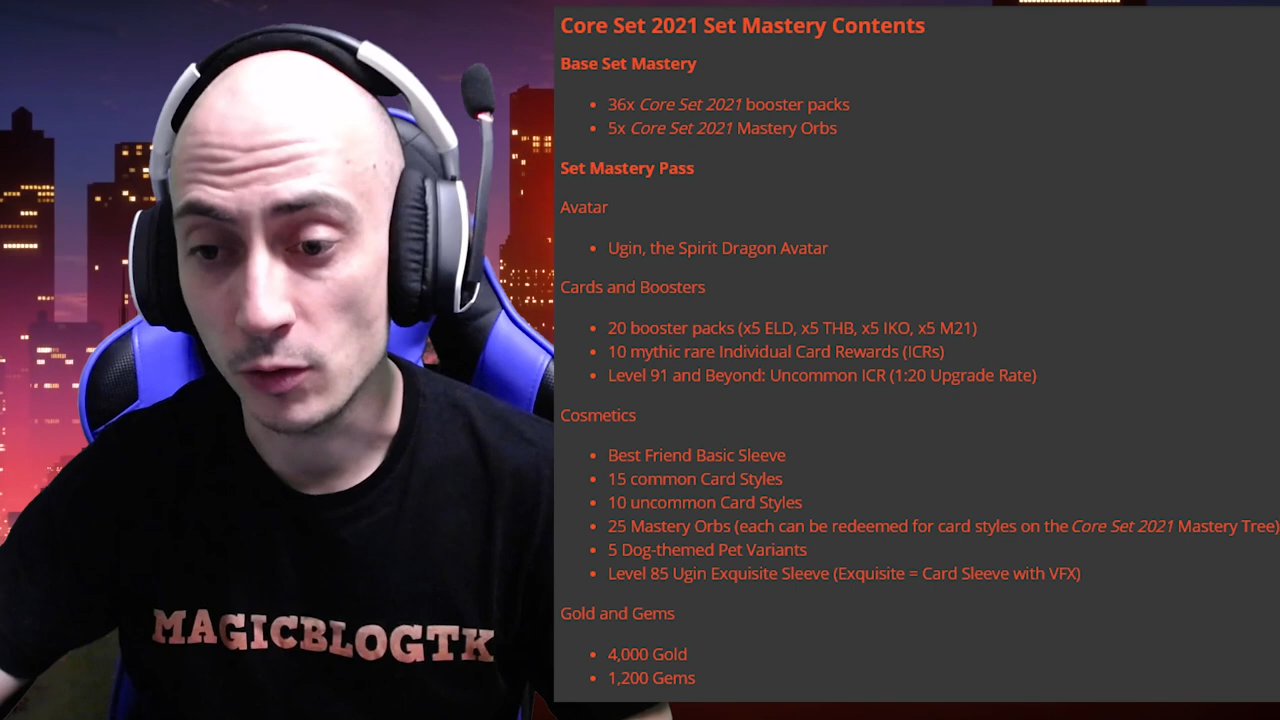 Core Set 2021 Set Mastery Contents
Base Set Mastery
• 36x Core Set 2021 booster packs
• 5x Core Set 2021 Mastery Orbs
Set Mastery Pass
Avatar
• Ugin, the Spirit Dragon Avatar
Cards and Boosters
• 20 booster packs (x5 ELD, x5 THB, x5 IKO, x5 M21)
• 10 mythic rare Individual Card Rewards (ICRs)
• Level 91 and Beyond: Uncommon ICR (1:20 Upgrade Rate)
Cosmetics
• Best Friend Basic Sleeve
• 15 common Card Styles
• 10 uncommon Card Styles
• 25 Mastery Orbs (each can be redeemed for card styles on the Core Set 2021 Mastery Tree)
• 5 Dog-themed Pet Variants
• Level 85 Ugin Exquisite Sleeve (Exquisite = Card Sleeve with VFX)
Gold and Gems
• 4,000 Gold
• 1,200 Gems
MAGICBLOGTK